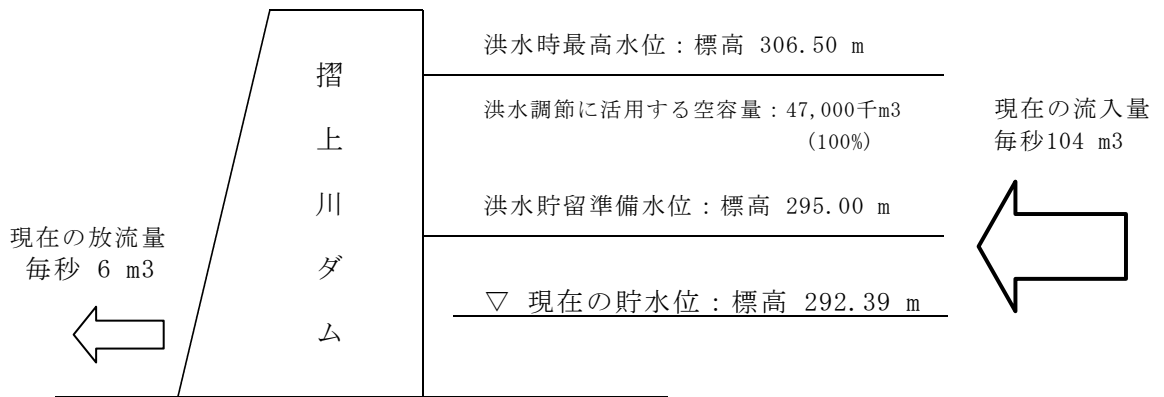 洪水時最高水位：標高 306.50 m
摺上川ダム
洪水調節に活用する空容量：47,000千m3
(100%)
現在の流入量
毎秒104 m3
洪水貯留準備水位：標高 295.00 m
現在の放流量
毎秒 6 m3
▽ 現在の貯水位：標高 292.39 m